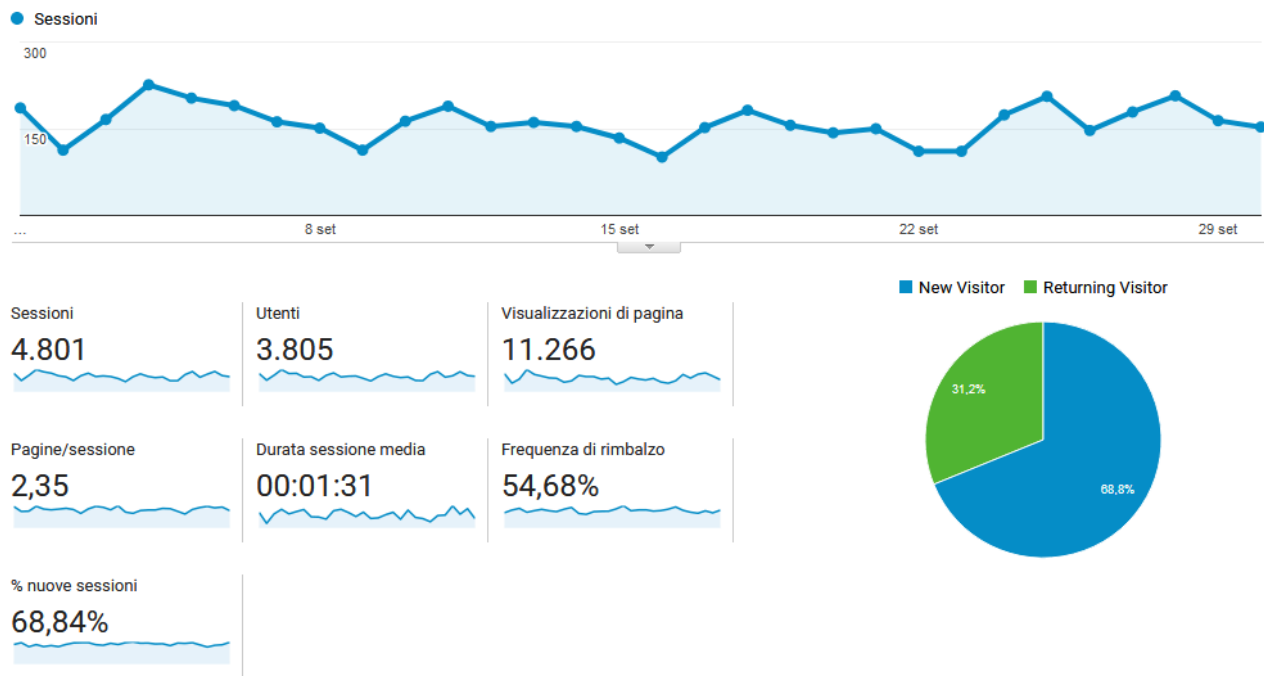 Sessioni
300
150
... 8 set 15 set 22 set 29 set
New Visitor Returning Visitor
Sessioni
4.801
Utenti
3.805
Visualizzazioni di pagina
11.266
Pagine/sessione
2,35
Durata sessione media
00:01:31
Frequenza di rimbalzo
54,68%
% nuove sessioni
68,84%
31,2%
68,8%